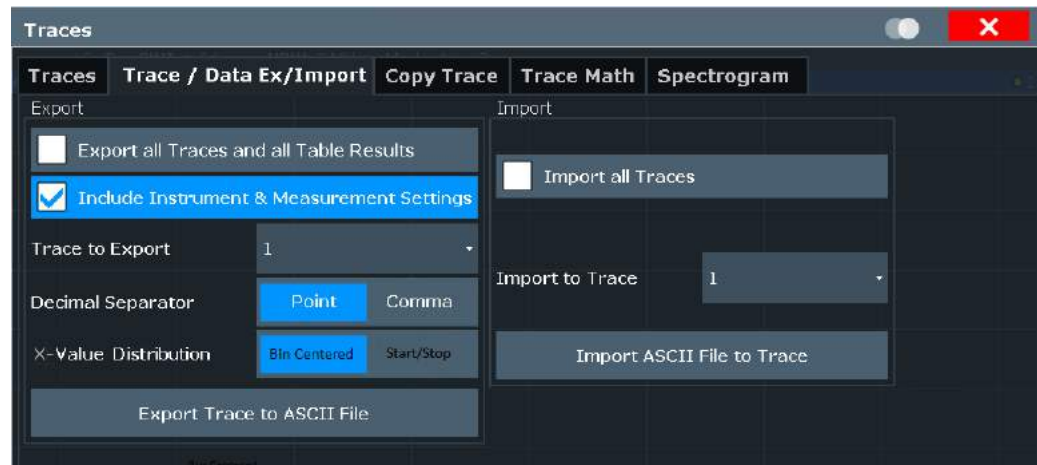 Traces
Traces Trace / Data Ex/Import Copy Trace Trace Math Spectrogram
Export
Export all Traces and all Table Results
Include Instrument & Measurement Settings
Trace to Export 1
Decimal Separator Point Comma
X-Value Distribution Bin Centered Start/Stop
Export Trace to ASCII File
Import
Import all Traces
Import to Trace 1
Import ASCII File to Trace